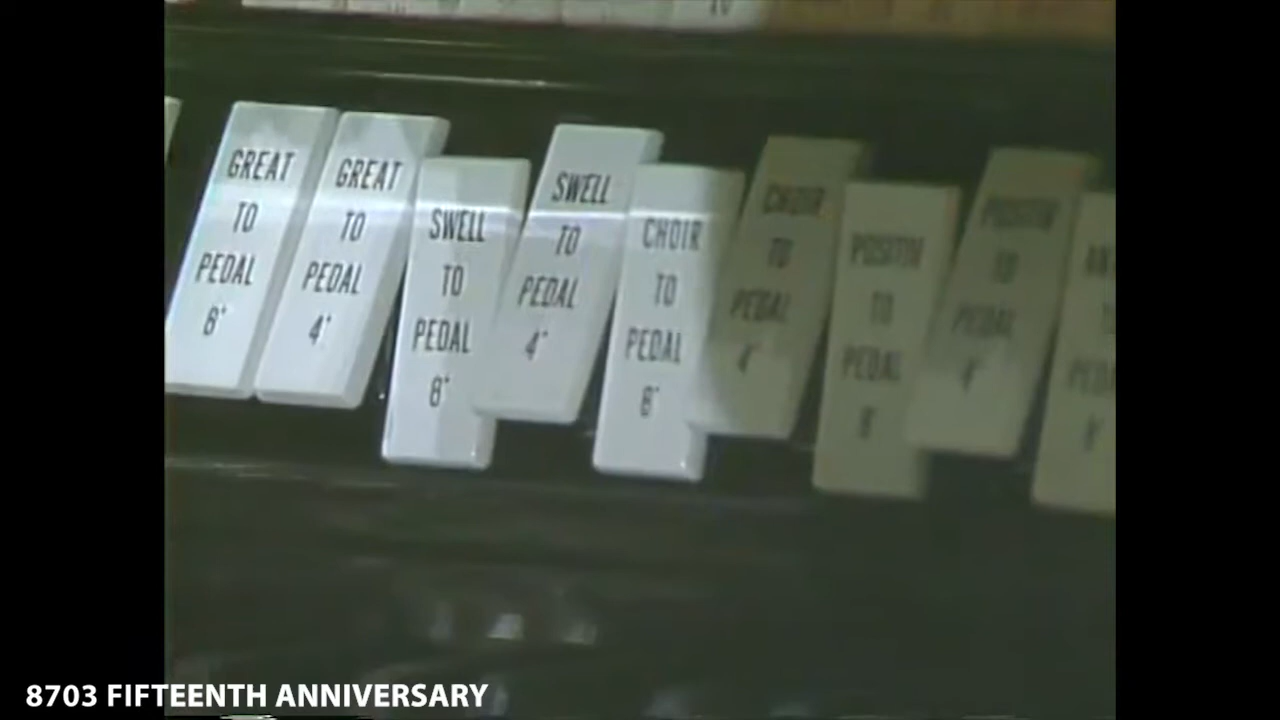 GREAT
TO
PEDAL
8'
GREAT
TO
PEDAL
4'
SWELL
TO
PEDAL
8'
SWELL
TO
PEDAL
4'
CHOIR
TO
PEDAL
8'
CHOIR
TO
PEDAL
4'
POSITIV
TO
PEDAL
8'
POSITIV
TO
PEDAL
4'
8703 FIFTEENTH ANNIVERSARY